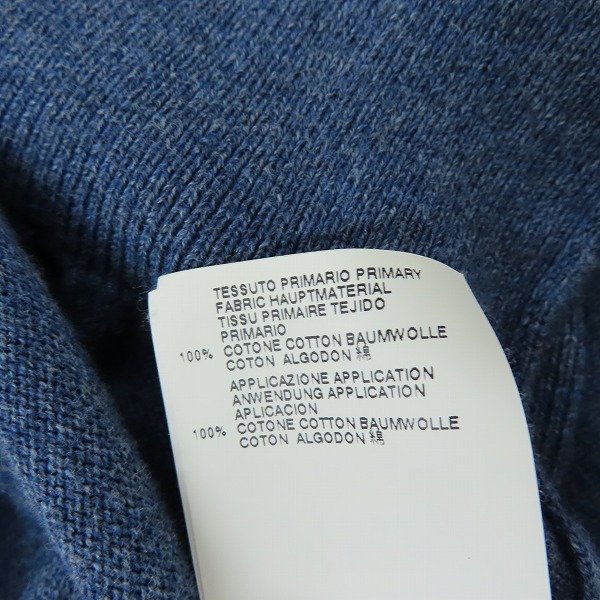 TESSUTO PRIMARIO PRIMARY
FABRIC HAUPTMATERIAL
TISSU PRIMAIRE TEJIDO
PRIMARIO
100% COTONE COTTON BAUMWOLLE
COTON ALGODON 綿
APPLICAZIONE APPLICATION
ANWENDUNG APPLICATION
APLICACION
100% COTONE COTTON BAUMWOLLE
COTON ALGODON 綿